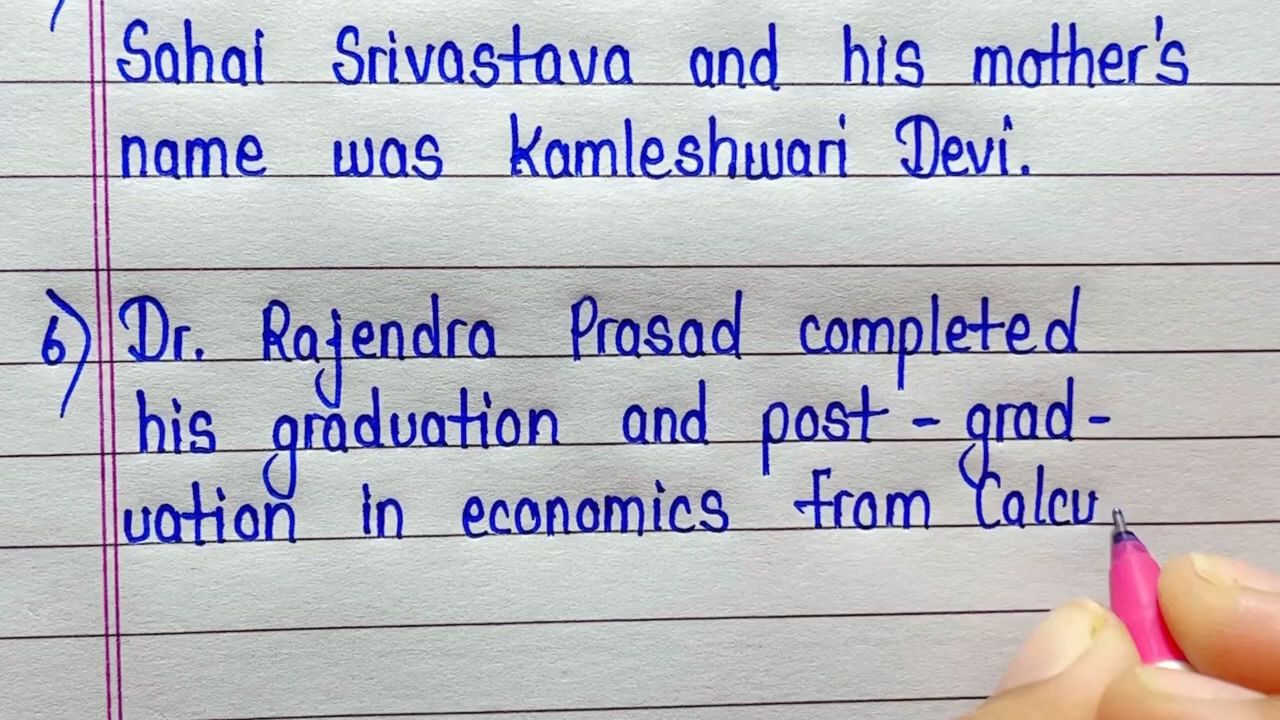 Sahai Srivastava and his mother's
name was Kamleshwari Devi.
6) Dr. Rajendra Prasad completed
his graduation and post-grad-
uation in economics from Calcu